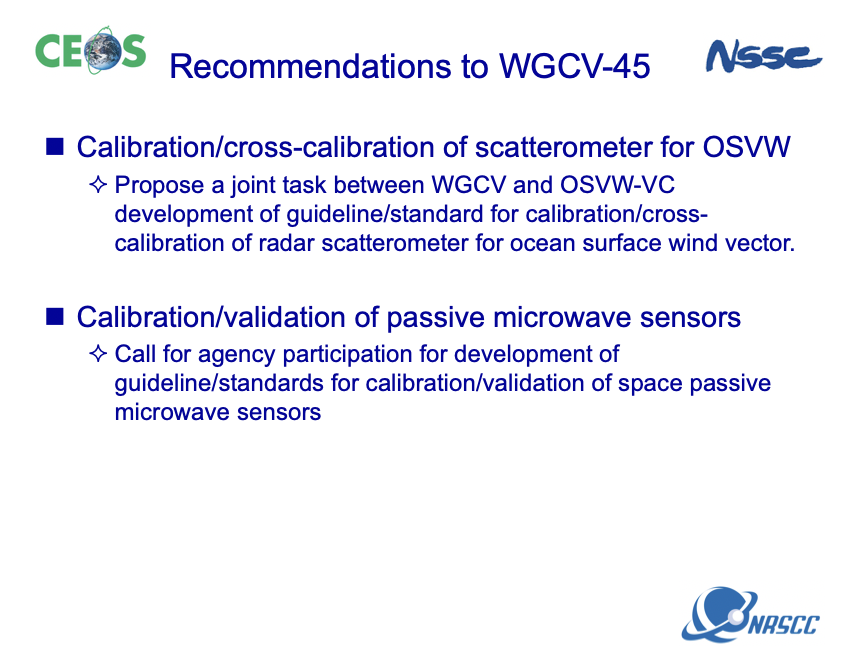 CEOS
Recommendations to WGCV-45
NSSC
Calibration/cross-calibration of scatterometer for OSVW
Propose a joint task between WGCV and OSVW-VC
development of guideline/standard for calibration/cross-
calibration of radar scatterometer for ocean surface wind vector.
Calibration/validation of passive microwave sensors
Call for agency participation for development of
guideline/standards for calibration/validation of space passive
microwave sensors
NRSCC